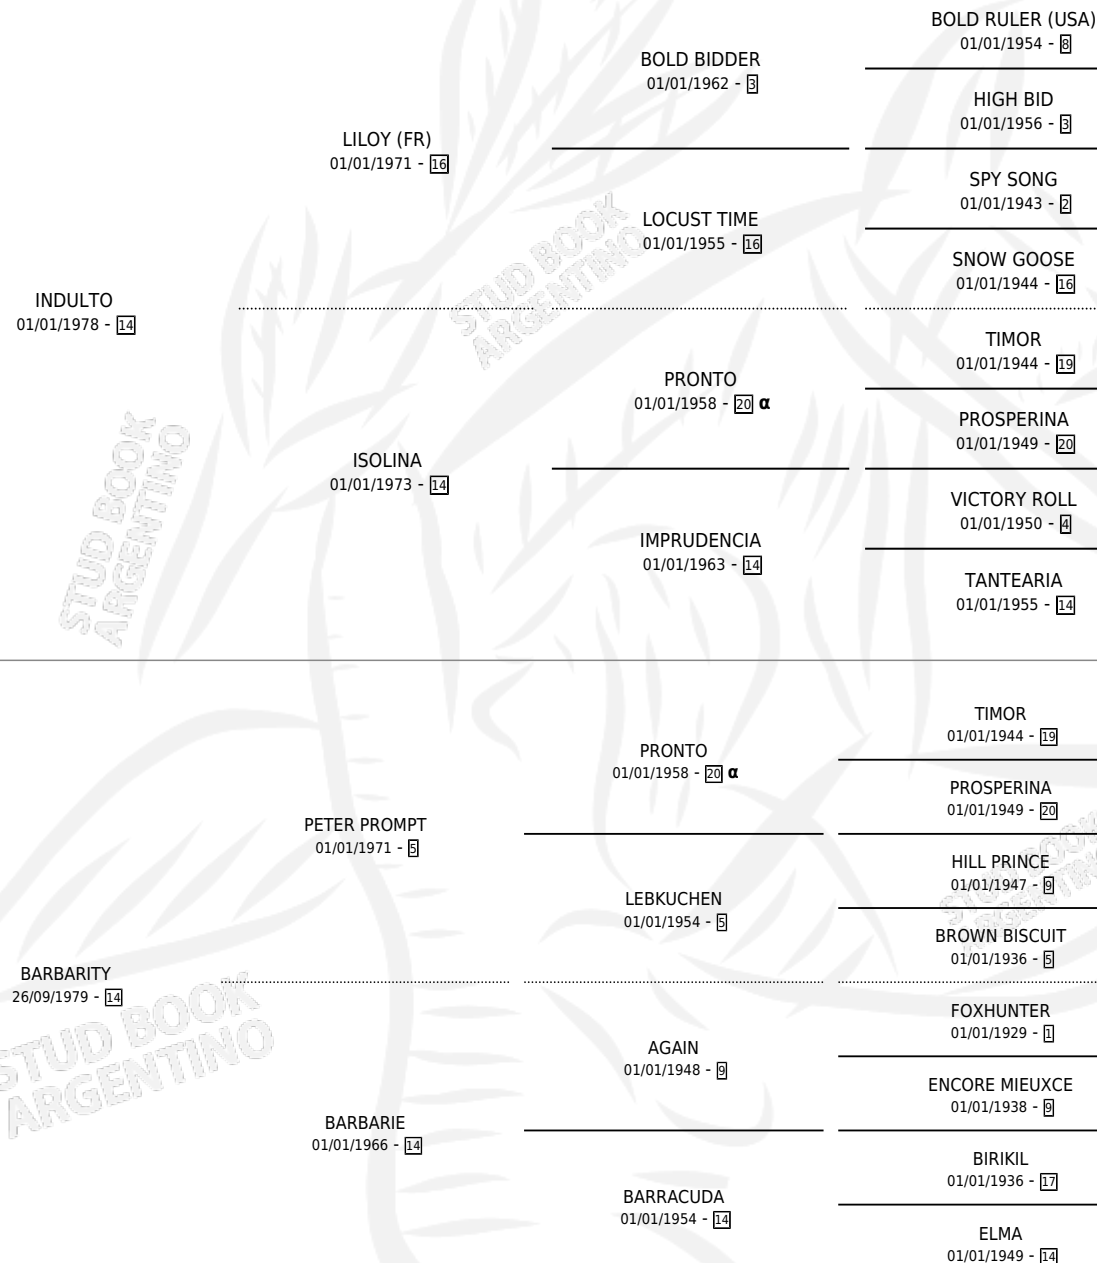 BOLD RULER (USA)
01/01/1954 - 8
BOLD BIDDER
01/01/1962 - 3
HIGH BID
01/01/1956 - 3
LILOY (FR)
01/01/1971 - 16
SPY SONG
01/01/1943 - 2
LOCUST TIME
01/01/1955 - 16
SNOW GOOSE
01/01/1944 - 16
INDULTO
01/01/1978 - 14
TIMOR
01/01/1944 - 19
PRONTO
01/01/1958 - 20 α
PROSPERINA
01/01/1949 - 20
ISOLINA
01/01/1973 - 14
VICTORY ROLL
01/01/1950 - 4
IMPRUDENCIA
01/01/1963 - 14
TANTEARIA
01/01/1955 - 14
TIMOR
01/01/1944 - 19
PRONTO
01/01/1958 - 20 α
PROSPERINA
01/01/1949 - 20
PETER PROMPT
01/01/1971 - 5
HILL PRINCE
01/01/1947 - 9
LEBKUCHEN
01/01/1954 - 5
BROWN BISCUIT
01/01/1936 - 5
BARBARITY
26/09/1979 - 14
FOXHUNTER
01/01/1929 - 1
AGAIN
01/01/1948 - 9
ENCORE MIEUXCE
01/01/1938 - 9
BARBARIE
01/01/1966 - 14
BIRIKIL
01/01/1936 - 17
BARRACUDA
01/01/1954 - 14
ELMA
01/01/1949 - 14
STUD BOOK
ARGENTINO
STUD BOOK
ARGENTINO
STUD BOOK
ARGENTINO
STUD BOOK
ARGENTINO